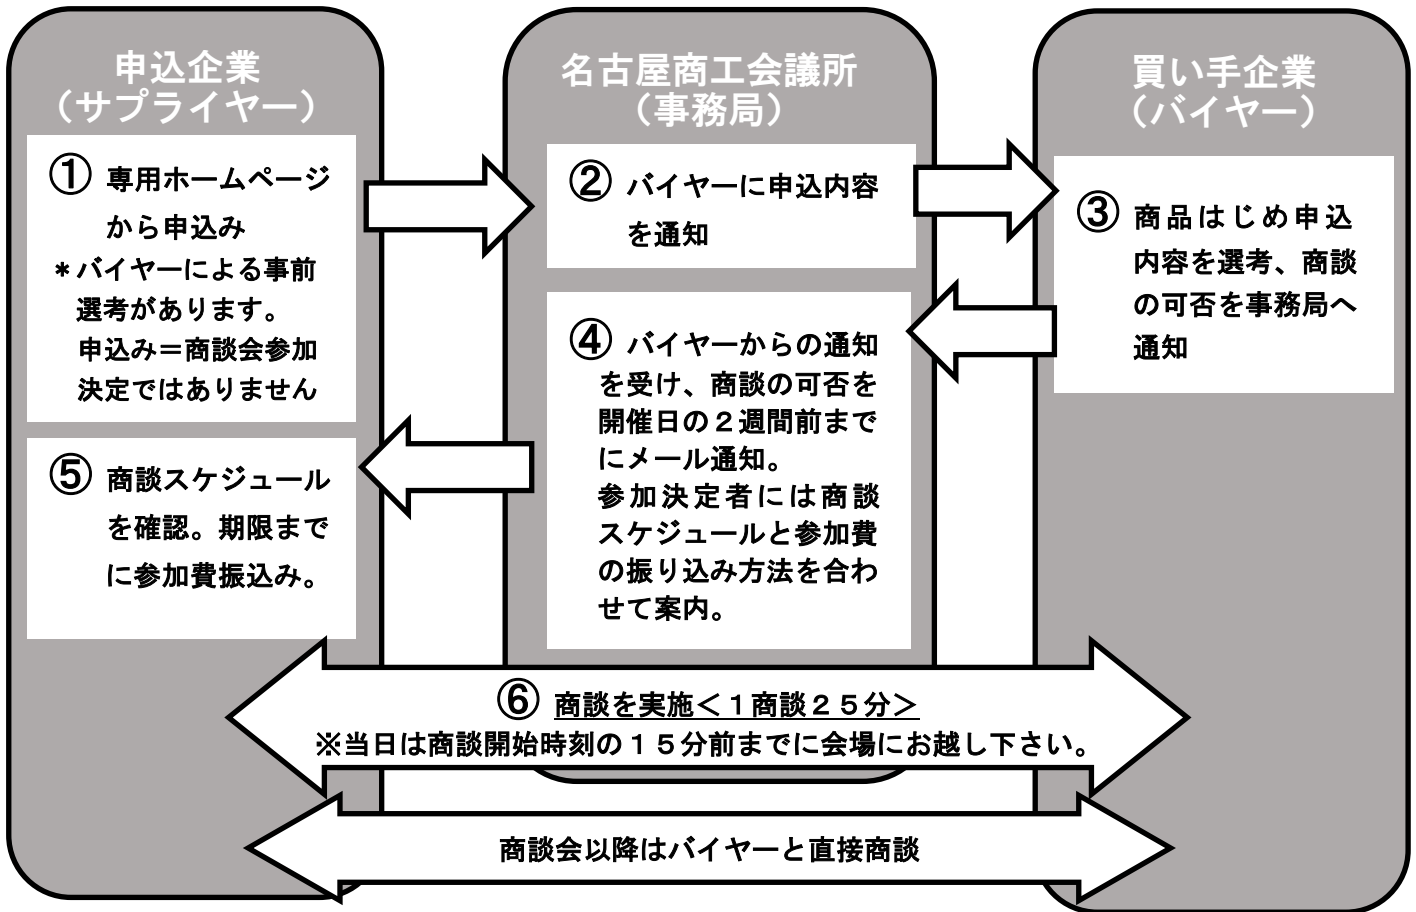 申込企業
（サプライヤー）
① 専用ホームページ
から申込み
＊バイヤーによる事前
選考があります。
申込み＝商談会参加
決定ではありません
⑤ 商談スケジュール
を確認。期限まで
に参加費振込み。
名古屋商工会議所
（事務局）
② バイヤーに申込内容
を通知
④ バイヤーからの通知
を受け、商談の可否を
開催日の２週間前まで
にメール通知。
参加決定者には商談
スケジュールと参加費
の振り込み方法を合わ
せて案内。
買い手企業
（バイヤー）
③ 商品はじめ申込
内容を選考、商談
の可否を事務局へ
通知
⑥ 商談を実施＜１商談２５分＞
※当日は商談開始時刻の１５分前までに会場にお越し下さい。
商談会以降はバイヤーと直接商談